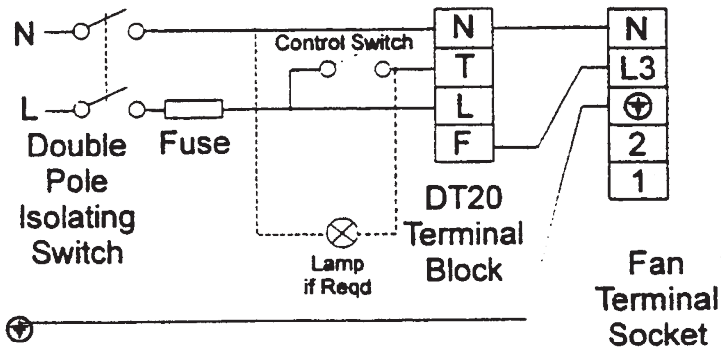 N
Control Switch
N
T
L
F
N
L3
2
1
L
Double
Pole
Isolating
Switch
Fuse
DT20
Terminal
Block
Lamp
if Reqd
Fan
Terminal
Socket